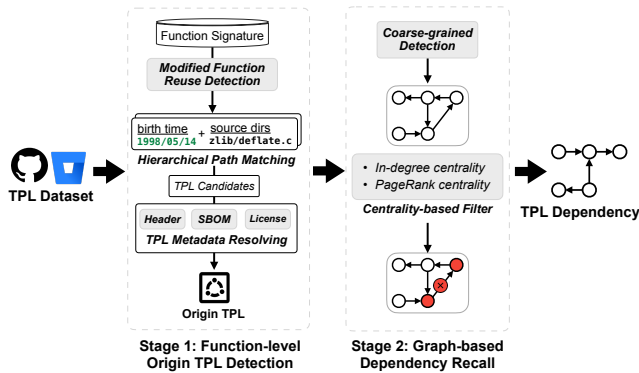 TPL Dataset
Function Signature
Modified Function
Reuse Detection
birth time + source dirs
1998/05/14 zlib/deflate.c
Hierarchical Path Matching
TPL Candidates
Header SBOM License
TPL Metadata Resolving
Origin TPL
Stage 1: Function-level
Origin TPL Detection
Coarse-grained
Detection
• In-degree centrality
• PageRank centrality
Centrality-based Filter
Stage 2: Graph-based
Dependency Recall
TPL Dependency